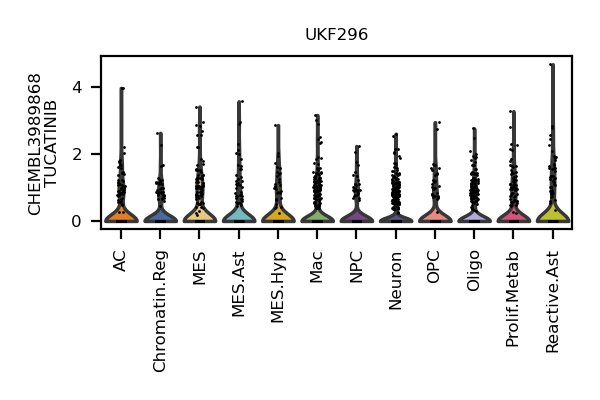 UKF296
CHEMBL3989868
TUCATINIB
4
2
0
AC
Chromatin.Reg
MES
MES.Ast
MES.Hyp
Mac
NPC
Neuron
OPC
Oligo
Prolif.Metab
Reactive.Ast